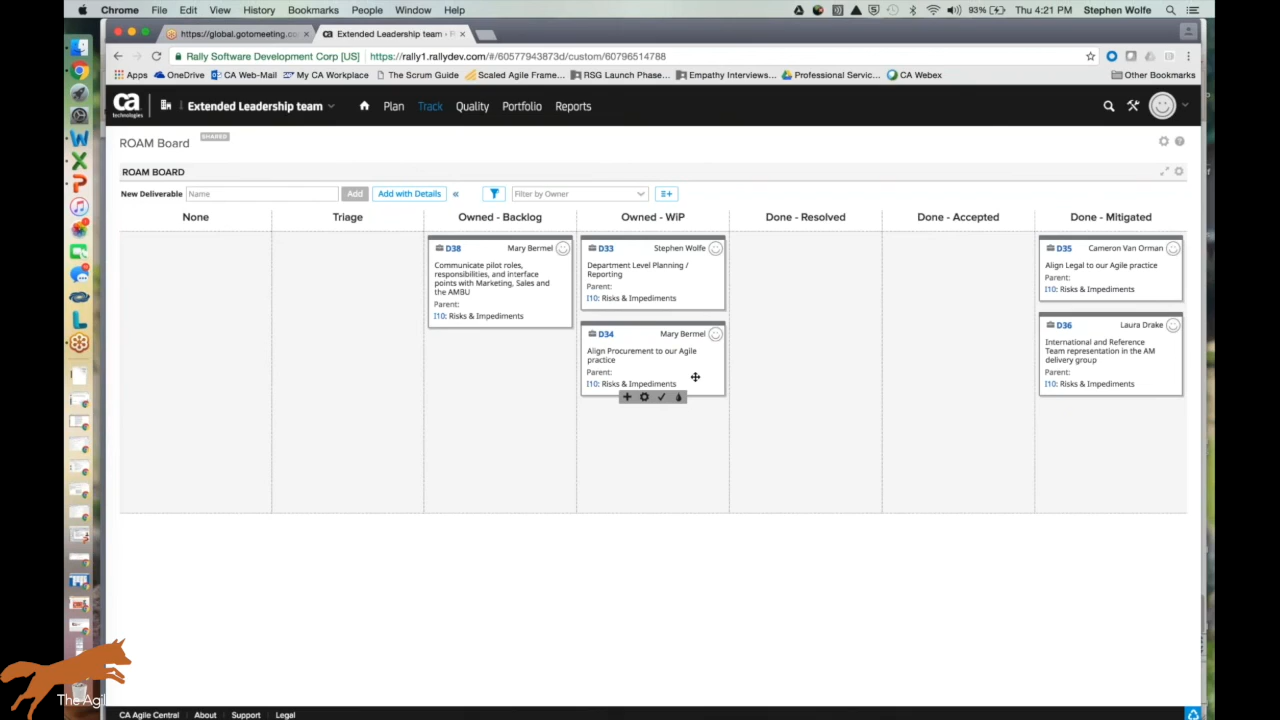 Chrome File Edit View History Bookmarks People Window Help 93% Thu 4:21 PM Stephen Wolfe
https://global.gotomeeting.co Extended Leadership team
Rally Software Development Corp [US] https://rally1.rallydev.com/#/60577943873d/custom/60796514788
Apps OneDrive CA Web-Mail My CA Workplace The Scrum Guide Scaled Agile Frame... RSG Launch Phase... Empathy Interviews... Professional Servic... CA Webex Other Bookmarks
ca technologies Extended Leadership team Plan Track Quality Portfolio Reports
ROAM Board SHARED
ROAM BOARD
New Deliverable Name Add Add with Details « Filter by Owner
None Triage Owned - Backlog Owned - WiP Done - Resolved Done - Accepted Done - Mitigated
D38 Mary Bermel
Communicate pilot roles,
responsibilities, and interface
points with Marketing, Sales and
the AMBU
Parent:
I10: Risks & Impediments
D33 Stephen Wolfe
Department Level Planning /
Reporting
Parent:
I10: Risks & Impediments
D34 Mary Bermel
Align Procurement to our Agile
practice
Parent:
I10: Risks & Impediments
D35 Cameron Van Orman
Align Legal to our Agile practice
Parent:
I10: Risks & Impediments
D36 Laura Drake
International and Reference
Team representation in the AM
delivery group
Parent:
I10: Risks & Impediments
The Agil
CA Agile Central About Support Legal